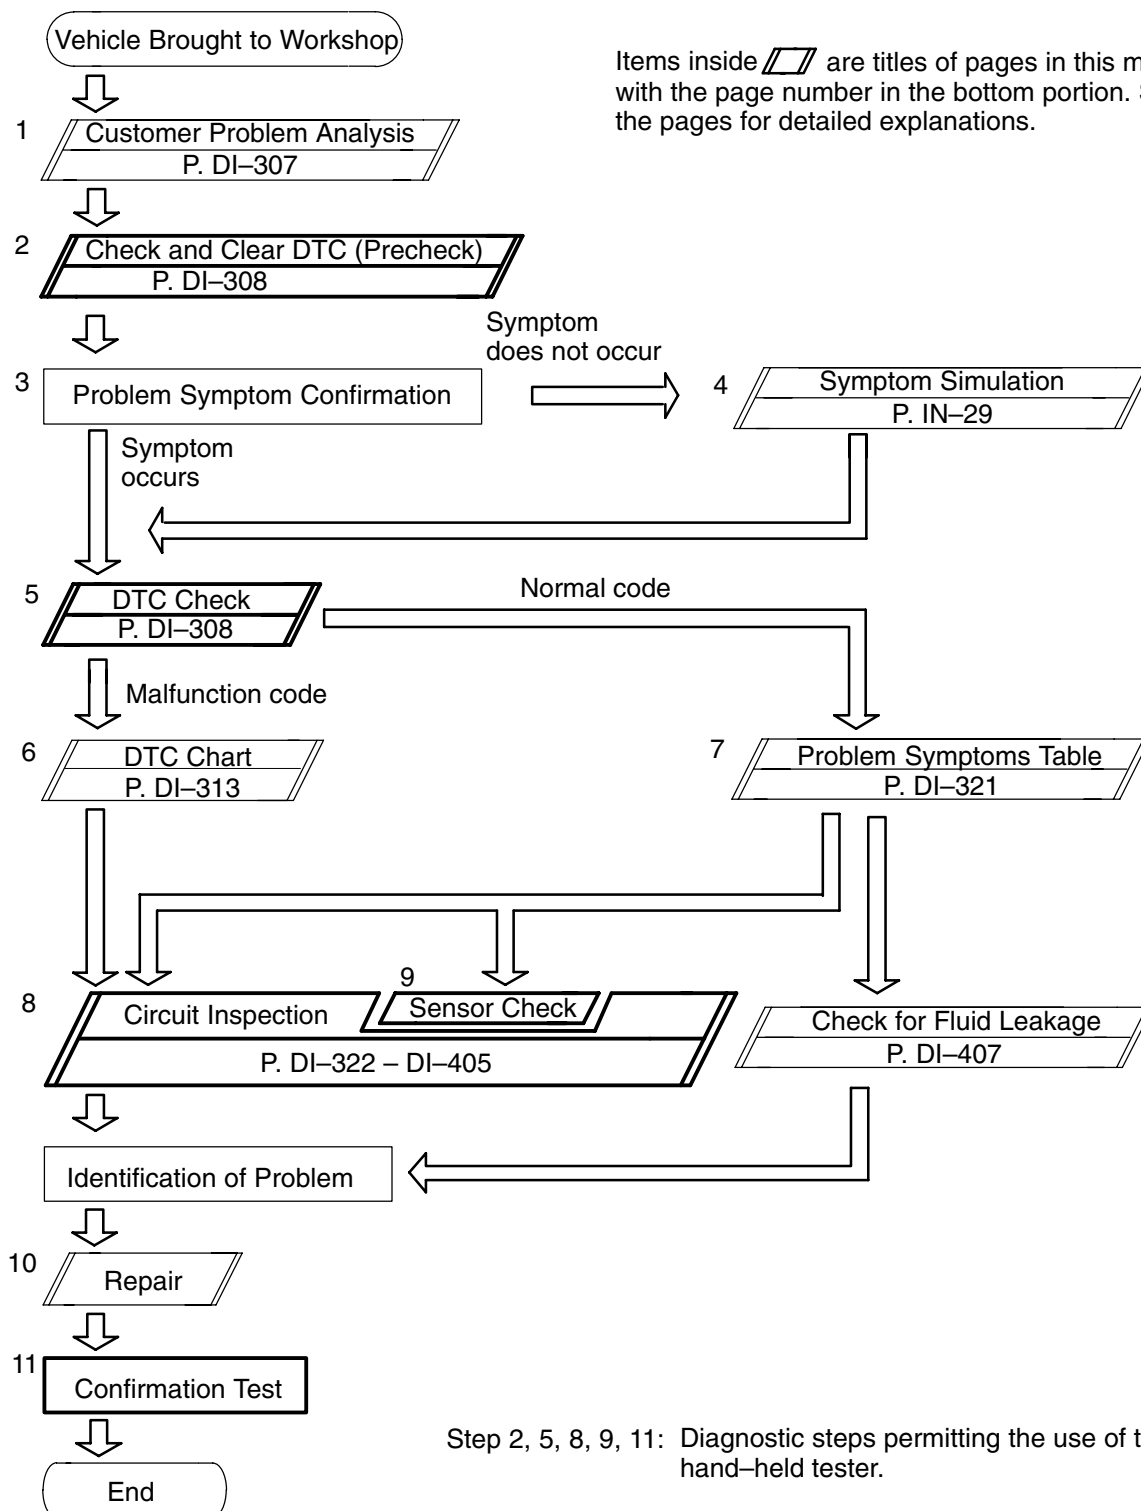 Vehicle Brought to Workshop
Items inside are titles of pages in this
with the page number in the bottom portion.
the pages for detailed explanations.
1
Customer Problem Analysis
P. DI–307
2
Check and Clear DTC (Precheck)
P. DI–308
Symptom
does not occur
3
Problem Symptom Confirmation
4
Symptom Simulation
P. IN–29
Symptom
occurs
5
DTC Check
P. DI–308
Normal code
Malfunction code
6
DTC Chart
P. DI–313
7
Problem Symptoms Table
P. DI–321
8
Circuit Inspection
9
Sensor Check
P. DI–322 – DI–405
Check for Fluid Leakage
P. DI–407
Identification of Problem
10
Repair
11
Confirmation Test
Step 2, 5, 8, 9, 11: Diagnostic steps permitting the use of
hand–held tester.
End